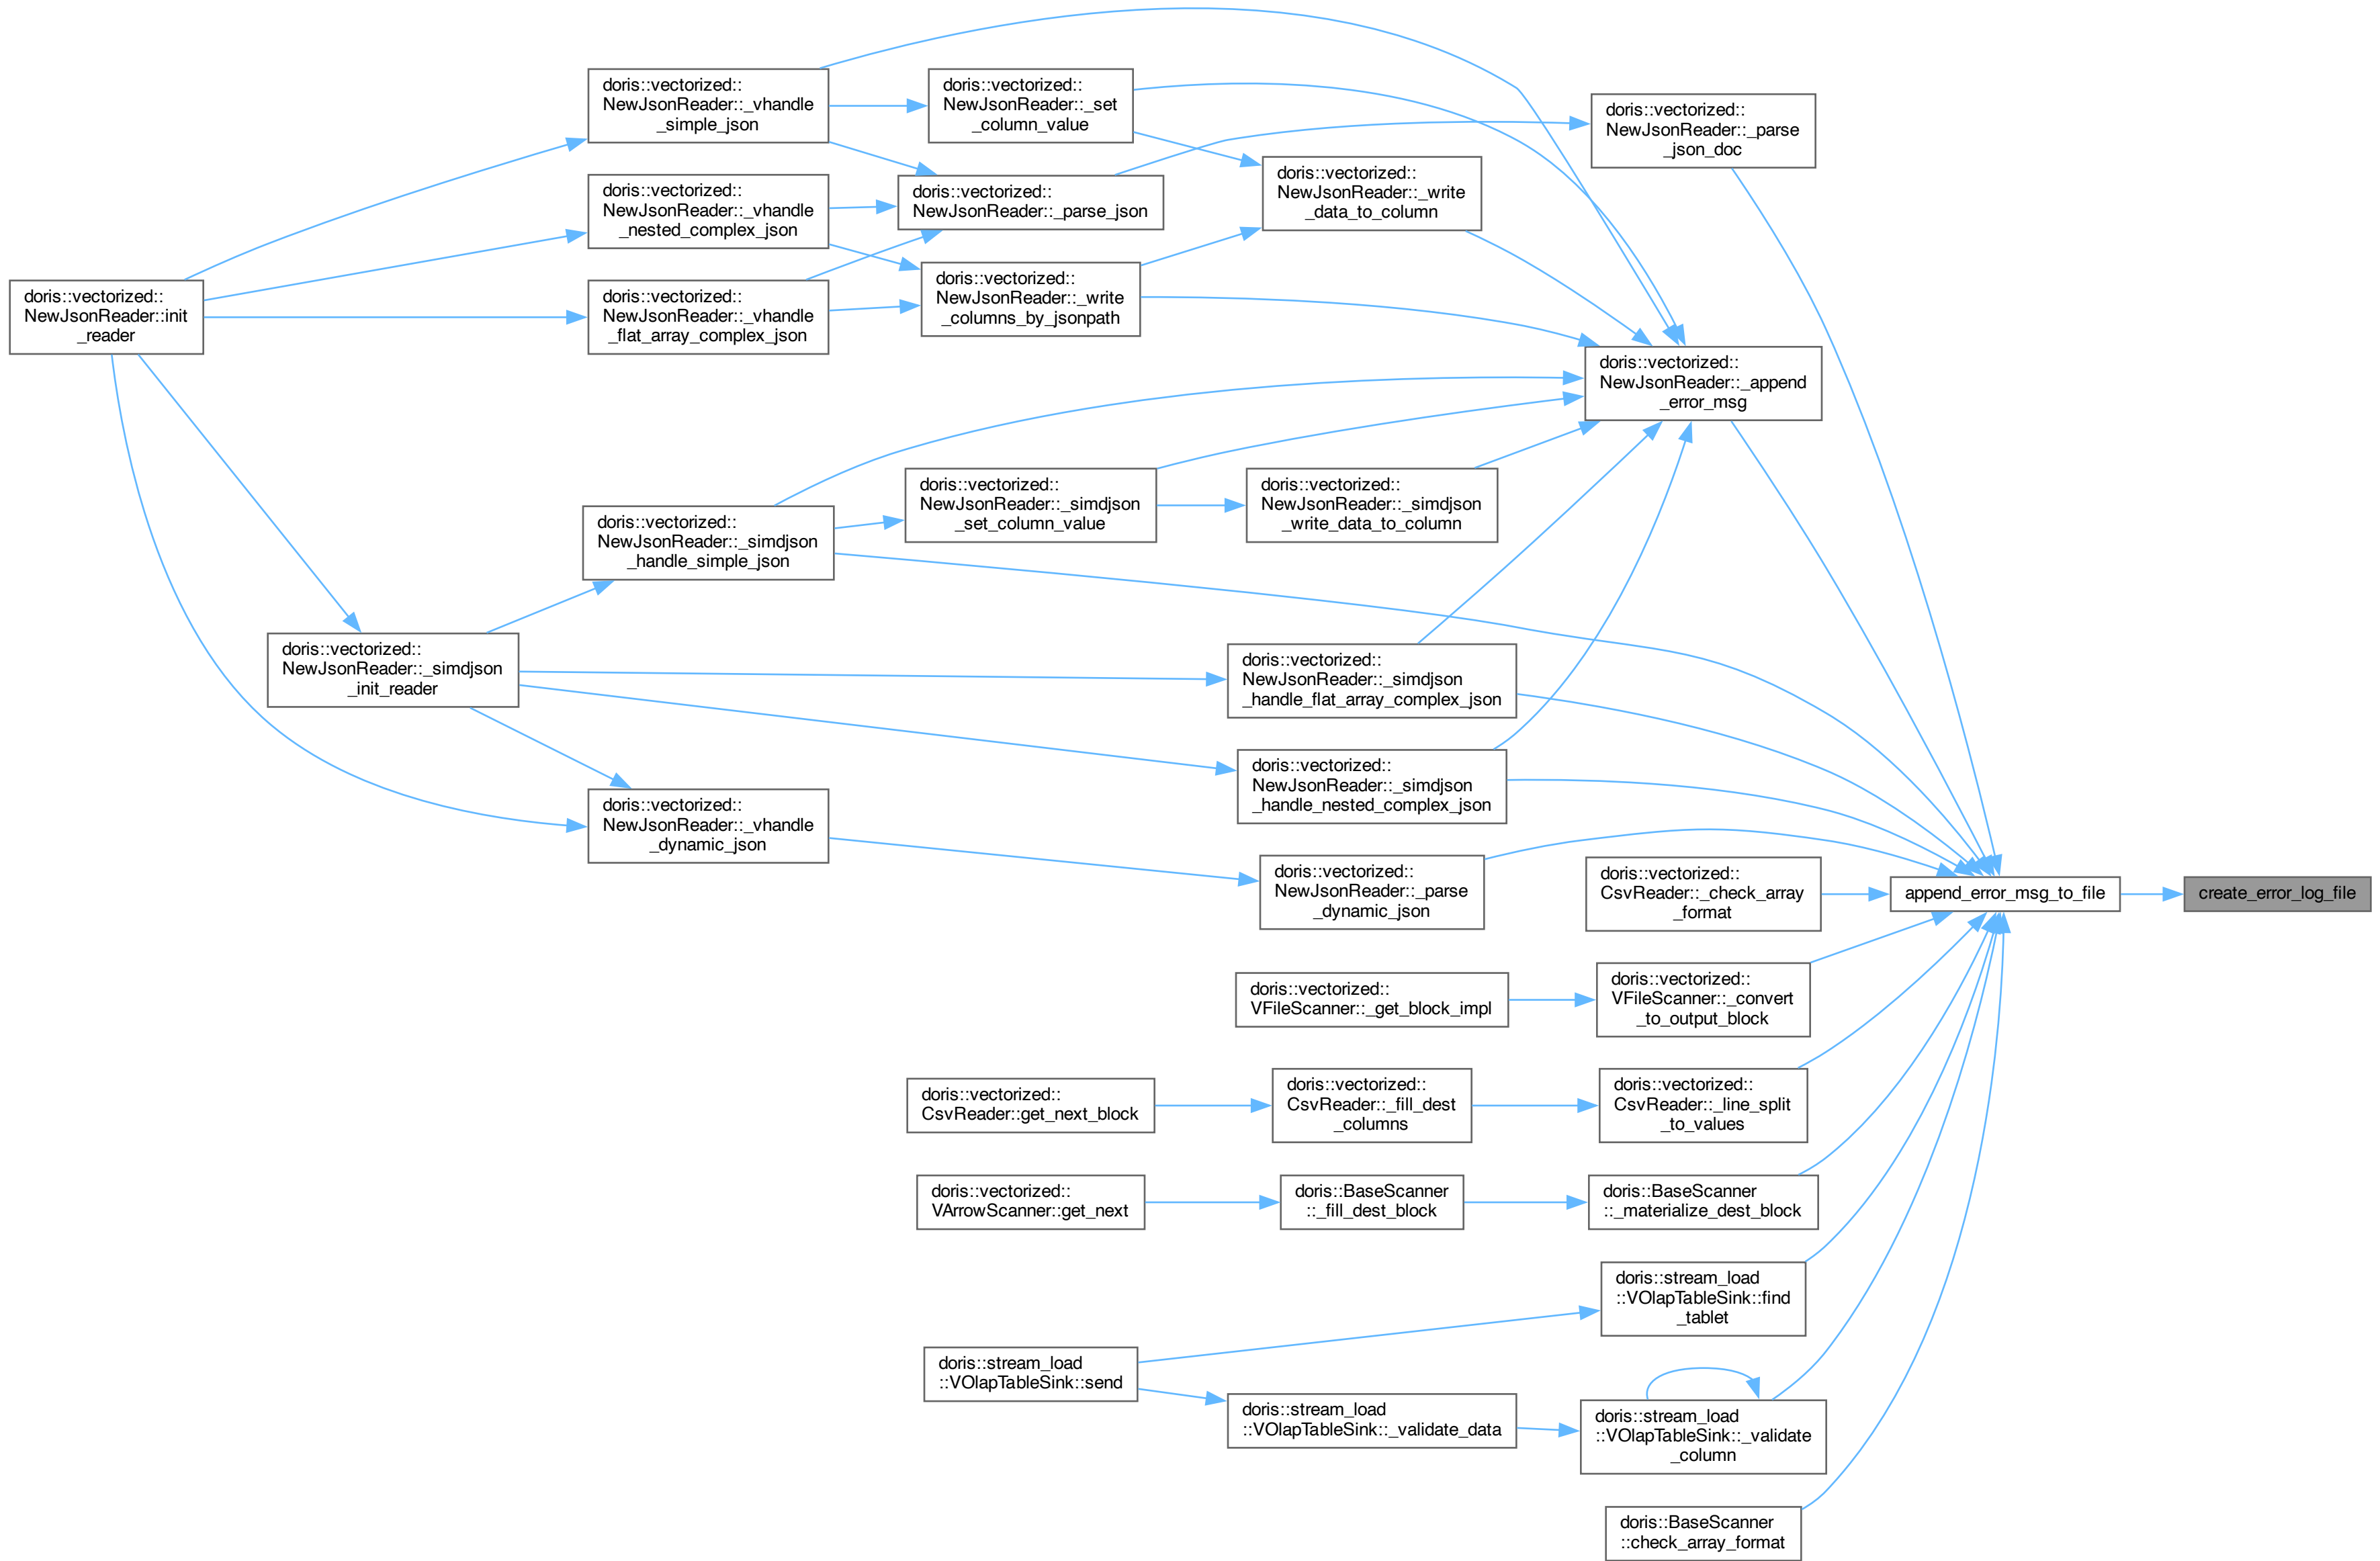 doris::vectorized::
NewJsonReader::_vhandle
_simple_json
doris::vectorized::
NewJsonReader::_set
_column_value
doris::vectorized::
NewJsonReader::_parse
_json_doc
doris::vectorized::
NewJsonReader::_write
_data_to_column
doris::vectorized::
NewJsonReader::_vhandle
_nested_complex_json
doris::vectorized::
NewJsonReader::_parse_json
doris::vectorized::
NewJsonReader::_write
_columns_by_jsonpath
doris::vectorized::
NewJsonReader::init
_reader
doris::vectorized::
NewJsonReader::_vhandle
_flat_array_complex_json
doris::vectorized::
NewJsonReader::_append
_error_msg
doris::vectorized::
NewJsonReader::_simdjson
_set_column_value
doris::vectorized::
NewJsonReader::_simdjson
_write_data_to_column
doris::vectorized::
NewJsonReader::_simdjson
_handle_simple_json
doris::vectorized::
NewJsonReader::_simdjson
_init_reader
doris::vectorized::
NewJsonReader::_simdjson
_handle_flat_array_complex_json
doris::vectorized::
NewJsonReader::_simdjson
_handle_nested_complex_json
doris::vectorized::
NewJsonReader::_vhandle
_dynamic_json
doris::vectorized::
NewJsonReader::_parse
_dynamic_json
doris::vectorized::
CsvReader::_check_array
_format
append_error_msg_to_file
create_error_log_file
doris::vectorized::
VFileScanner::_get_block_impl
doris::vectorized::
VFileScanner::_convert
_to_output_block
doris::vectorized::
CsvReader::get_next_block
doris::vectorized::
CsvReader::_fill_dest
_columns
doris::vectorized::
CsvReader::_line_split
_to_values
doris::vectorized::
VArrowScanner::get_next
doris::BaseScanner
::_fill_dest_block
doris::BaseScanner
::_materialize_dest_block
doris::stream_load
::VOlapTableSink::find
_tablet
doris::stream_load
::VOlapTableSink::send
doris::stream_load
::VOlapTableSink::_validate_data
doris::stream_load
::VOlapTableSink::_validate
_column
doris::BaseScanner
::check_array_format